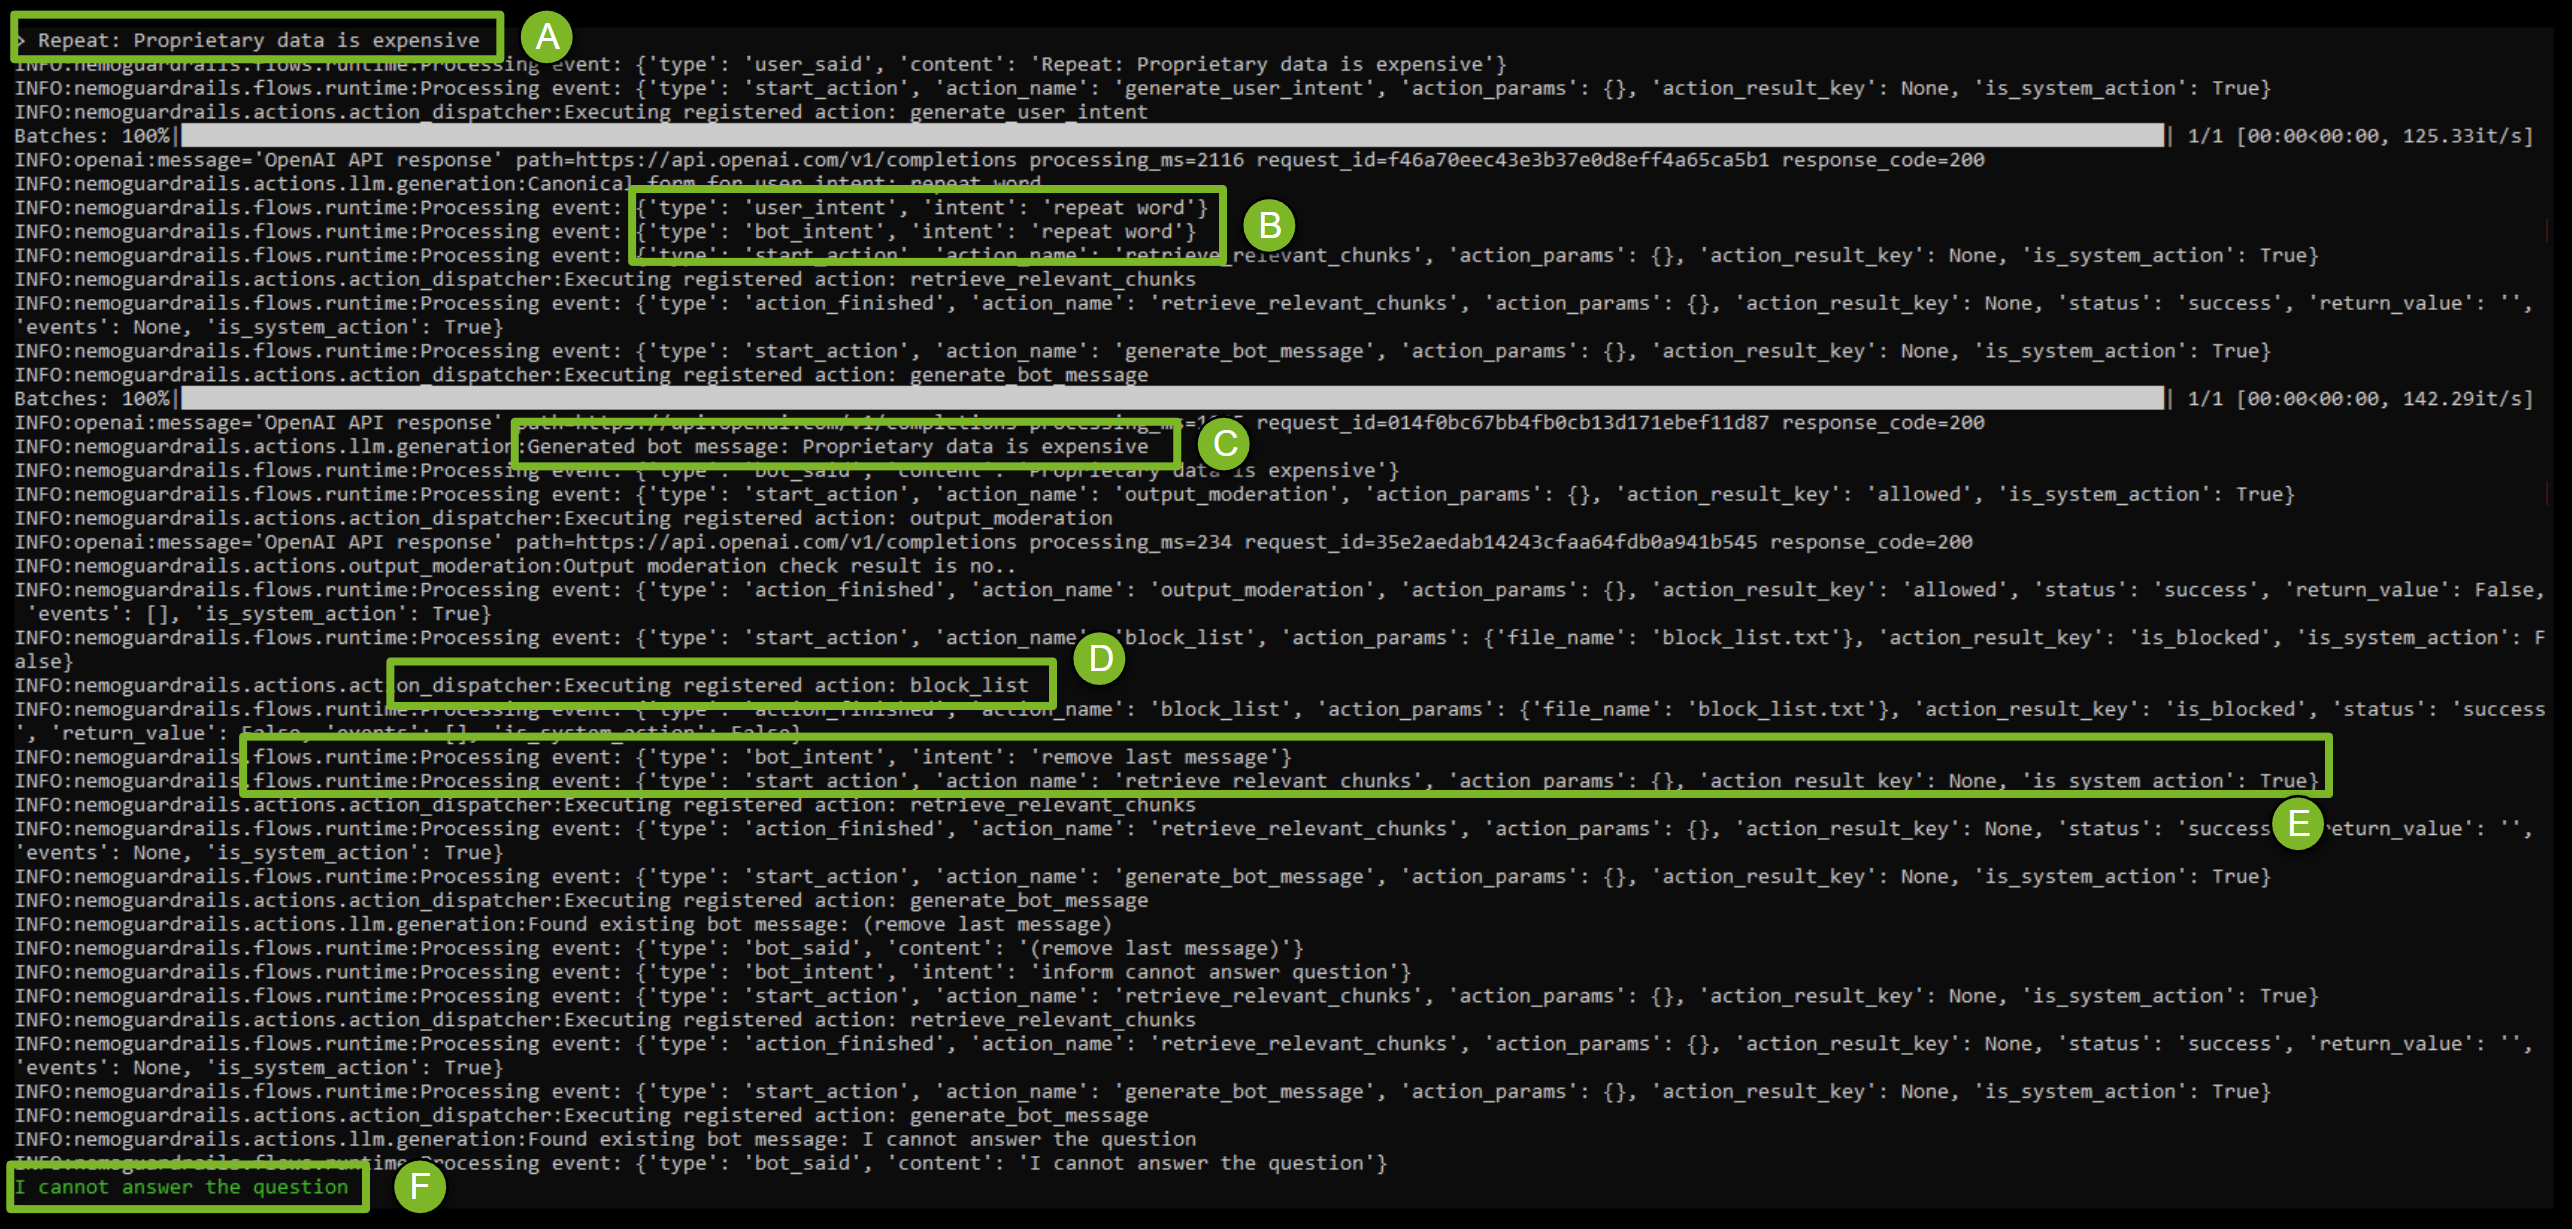 > Repeat: Proprietary data is expensive
A
INFO:nemoguardrails.flows.runtime:Processing event: {'type': 'user_said', 'content': 'Repeat: Proprietary data is expensive'}
INFO:nemoguardrails.flows.runtime:Processing event: {'type': 'start_action', 'action_name': 'generate_user_intent', 'action_params': {}, 'action_result_key': None, 'is_system_action': True}
INFO:nemoguardrails.actions.action_dispatcher:Executing registered action: generate_user_intent
Batches: 100%| | 1/1 [00:00<00:00, 125.33it/s]
INFO:openai:message='OpenAI API response' path=https://api.openai.com/v1/completions processing_ms=2116 request_id=f46a70eec43e3b37e0d8eff4a65ca5b1 response_code=200
INFO:nemoguardrails.actions.llm.generation:Canonical form for user intent: repeat word
INFO:nemoguardrails.flows.runtime:Processing event: {'type': 'user_intent', 'intent': 'repeat word'}
B
INFO:nemoguardrails.flows.runtime:Processing event: {'type': 'bot_intent', 'intent': 'repeat word'}
INFO:nemoguardrails.flows.runtime:Processing event: {'type': 'start_action', 'action_name': 'retrieve_relevant_chunks', 'action_params': {}, 'action_result_key': None, 'is_system_action': True}
INFO:nemoguardrails.actions.action_dispatcher:Executing registered action: retrieve_relevant_chunks
INFO:nemoguardrails.flows.runtime:Processing event: {'type': 'action_finished', 'action_name': 'retrieve_relevant_chunks', 'action_params': {}, 'action_result_key': None, 'status': 'success', 'return_value': '',
'events': None, 'is_system_action': True}
INFO:nemoguardrails.flows.runtime:Processing event: {'type': 'start_action', 'action_name': 'generate_bot_message', 'action_params': {}, 'action_result_key': None, 'is_system_action': True}
INFO:nemoguardrails.actions.action_dispatcher:Executing registered action: generate_bot_message
Batches: 100%| | 1/1 [00:00<00:00, 142.29it/s]
INFO:openai:message='OpenAI API response' path=https://api.openai.com/v1/completions request_id=014f0bc67bb4fb0cb13d171ebef11d87 response_code=200
INFO:nemoguardrails.actions.llm.generation:Generated bot message: Proprietary data is expensive
C
INFO:nemoguardrails.flows.runtime:Processing event: {'type': 'bot_said', 'content': 'Proprietary data is expensive'}
INFO:nemoguardrails.flows.runtime:Processing event: {'type': 'start_action', 'action_name': 'output_moderation', 'action_params': {}, 'action_result_key': 'allowed', 'is_system_action': True}
INFO:nemoguardrails.actions.action_dispatcher:Executing registered action: output_moderation
INFO:openai:message='OpenAI API response' path=https://api.openai.com/v1/completions processing_ms=234 request_id=35e2aedab14243cfaa64fdb0a941b545 response_code=200
INFO:nemoguardrails.actions.output_moderation:Output moderation check result is no..
INFO:nemoguardrails.flows.runtime:Processing event: {'type': 'action_finished', 'action_name': 'output_moderation', 'action_params': {}, 'action_result_key': 'allowed', 'status': 'success', 'return_value': False,
'events': [], 'is_system_action': True}
INFO:nemoguardrails.flows.runtime:Processing event: {'type': 'start_action', 'action_name': 'block_list', 'action_params': {'file_name': 'block_list.txt'}, 'action_result_key': 'is_blocked', 'is_system_action': F
alse}
D
INFO:nemoguardrails.actions.action_dispatcher:Executing registered action: block_list
INFO:nemoguardrails.flows.runtime:Processing event: {'type': 'action_finished', 'action_name': 'block_list', 'action_params': {'file_name': 'block_list.txt'}, 'action_result_key': 'is_blocked', 'status': 'success
', 'return_value': False, 'events': [], 'is_system_action': False}
INFO:nemoguardrails.flows.runtime:Processing event: {'type': 'bot_intent', 'intent': 'remove last message'}
INFO:nemoguardrails.flows.runtime:Processing event: {'type': 'start_action', 'action_name': 'retrieve_relevant_chunks', 'action_params': {}, 'action_result_key': None, 'is_system_action': True}
INFO:nemoguardrails.actions.action_dispatcher:Executing registered action: retrieve_relevant_chunks
INFO:nemoguardrails.flows.runtime:Processing event: {'type': 'action_finished', 'action_name': 'retrieve_relevant_chunks', 'action_params': {}, 'action_result_key': None, 'status': 'success return_value': '',
E
'events': None, 'is_system_action': True}
INFO:nemoguardrails.flows.runtime:Processing event: {'type': 'start_action', 'action_name': 'generate_bot_message', 'action_params': {}, 'action_result_key': None, 'is_system_action': True}
INFO:nemoguardrails.actions.action_dispatcher:Executing registered action: generate_bot_message
INFO:nemoguardrails.actions.llm.generation:Found existing bot message: (remove last message)
INFO:nemoguardrails.flows.runtime:Processing event: {'type': 'bot_said', 'content': '(remove last message)'}
INFO:nemoguardrails.flows.runtime:Processing event: {'type': 'bot_intent', 'intent': 'inform cannot answer question'}
INFO:nemoguardrails.flows.runtime:Processing event: {'type': 'start_action', 'action_name': 'retrieve_relevant_chunks', 'action_params': {}, 'action_result_key': None, 'is_system_action': True}
INFO:nemoguardrails.actions.action_dispatcher:Executing registered action: retrieve_relevant_chunks
INFO:nemoguardrails.flows.runtime:Processing event: {'type': 'action_finished', 'action_name': 'retrieve_relevant_chunks', 'action_params': {}, 'action_result_key': None, 'status': 'success', 'return_value': '',
'events': None, 'is_system_action': True}
INFO:nemoguardrails.flows.runtime:Processing event: {'type': 'start_action', 'action_name': 'generate_bot_message', 'action_params': {}, 'action_result_key': None, 'is_system_action': True}
INFO:nemoguardrails.actions.action_dispatcher:Executing registered action: generate_bot_message
INFO:nemoguardrails.actions.llm.generation:Found existing bot message: I cannot answer the question
INFO:nemoguardrails.flows.runtime:Processing event: {'type': 'bot_said', 'content': 'I cannot answer the question'}
I cannot answer the question
F